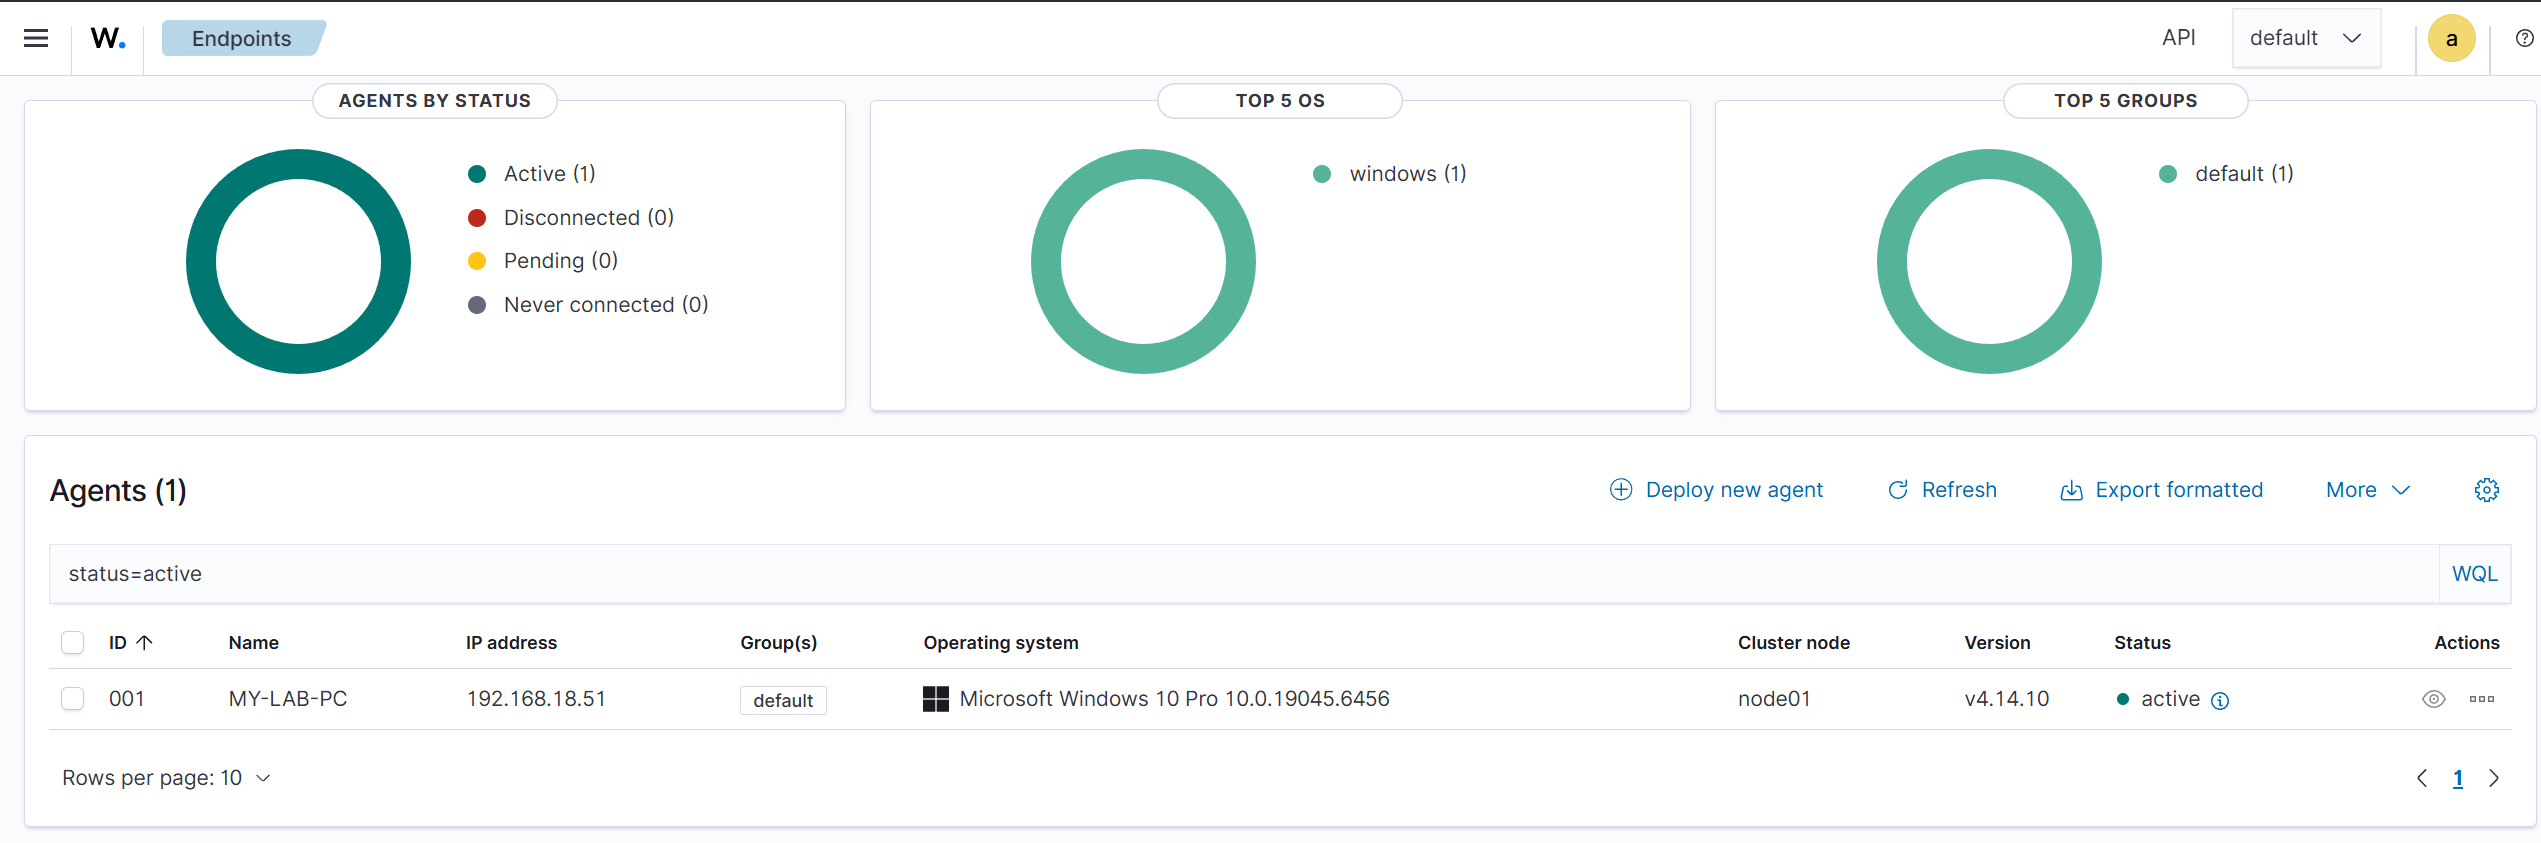 W. Endpoints API default a
AGENTS BY STATUS TOP 5 OS TOP 5 GROUPS
Active (1)
Disconnected (0)
Pending (0)
Never connected (0)
windows (1)
default (1)
Agents (1) Deploy new agent Refresh Export formatted More
status=active WQL
ID Name IP address Group(s) Operating system Cluster node Version Status Actions
001 MY-LAB-PC 192.168.18.51 default Microsoft Windows 10 Pro 10.0.19045.6456 node01 v4.14.10 active
Rows per page: 10 1